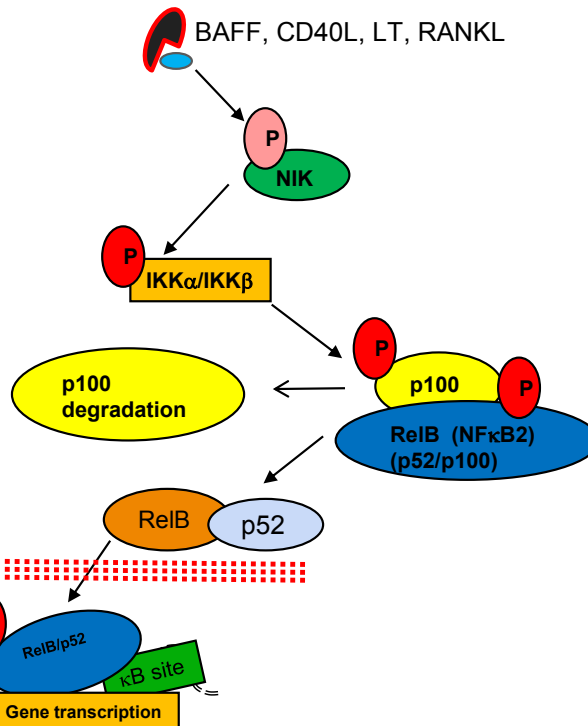 BAFF, CD40L, LT, RANKL
P
NIK
P
IKKα/IKKβ
P
p100
P
p100
degradation
RelB (NFκB2)
(p52/p100)
RelB
p52
RelB/p52
κB site
Gene transcription